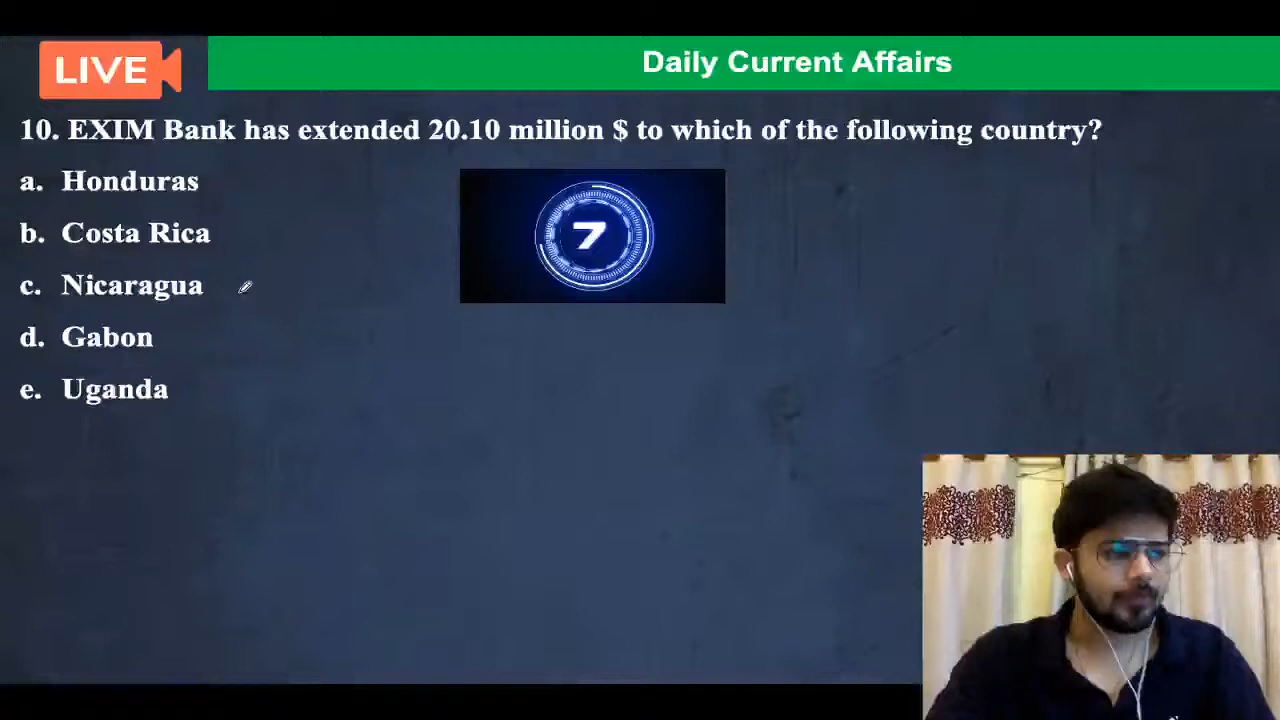 LIVE
Daily Current Affairs
10. EXIM Bank has extended 20.10 million $ to which of the following country?
a. Honduras
b. Costa Rica
c. Nicaragua
d. Gabon
e. Uganda
7